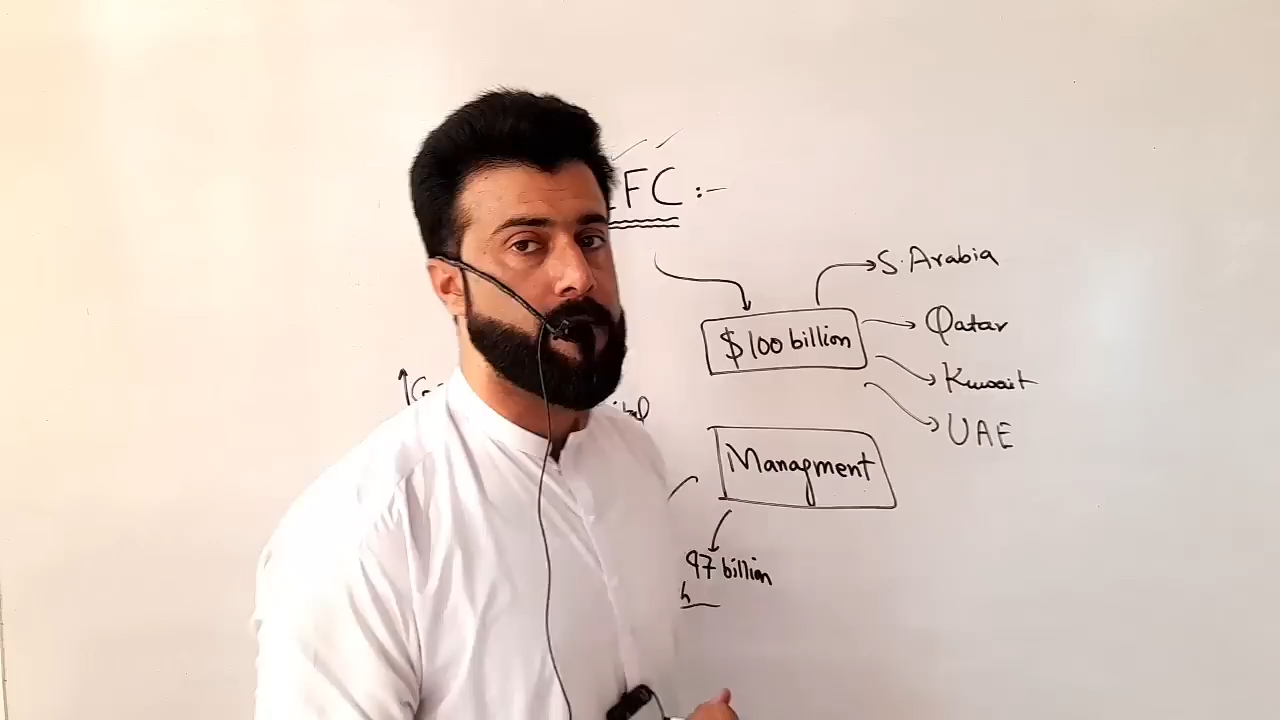 FC :-
S. Arabia
$100 billion
Qatar
Kuwait
UAE
Managment
97 billion